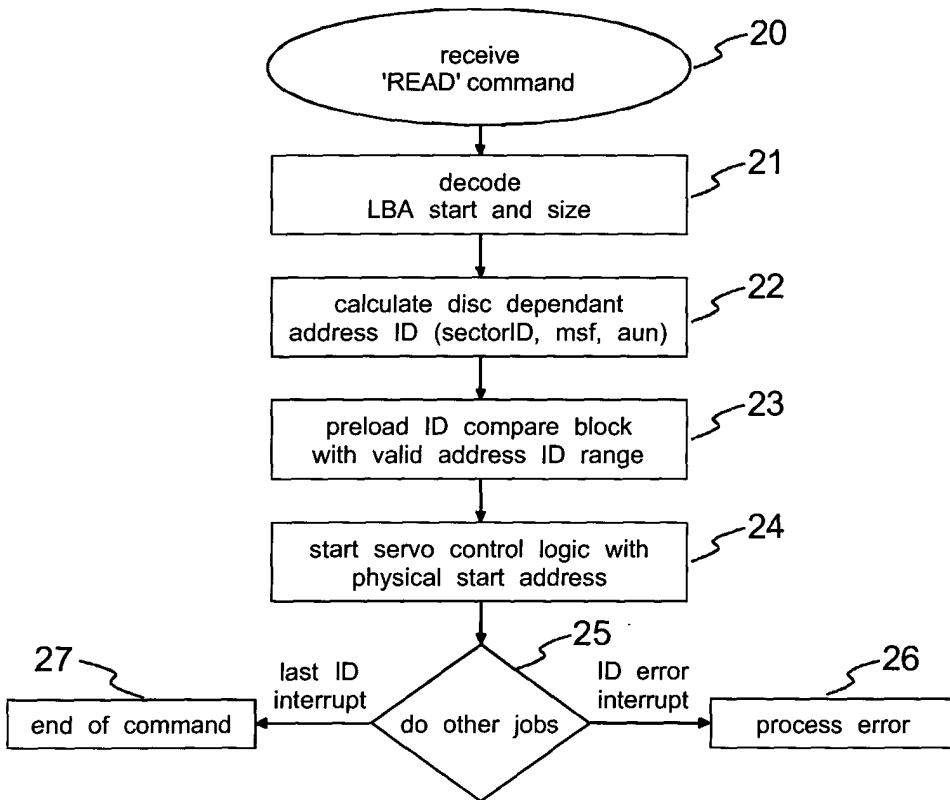 20
receive
'READ' command
21
decode
LBA start and size
22
calculate disc dependant
address ID (sectorID, msf, aun)
23
preload ID compare block
with valid address ID range
24
start servo control logic with
physical start address
25
27
last ID
interrupt
ID error
interrupt
26
end of command
do other jobs
process error